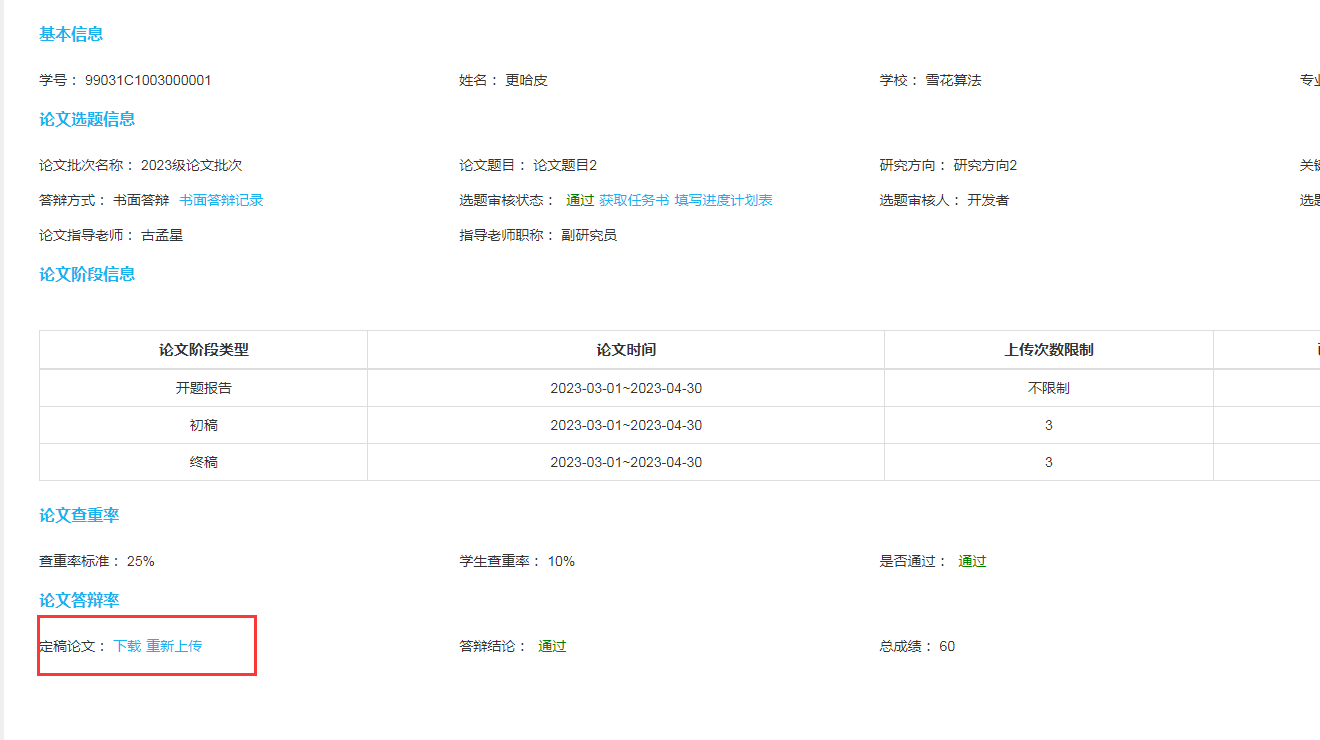 基本信息
学号： 99031C1003000001 姓名： 更哈皮 学校： 雪花算法 专业
论文选题信息
论文批次名称： 2023级论文批次 论文题目： 论文题目2 研究方向： 研究方向2
答辩方式： 书面答辩 书面答辩记录 选题审核状态： 通过 获取任务书 填写进度计划表 选题审核人： 开发者 选题
论文指导老师： 古孟星 指导老师职称： 副研究员
论文阶段信息
论文阶段类型 论文时间 上传次数限制
开题报告 2023-03-01~2023-04-30 不限制
初稿 2023-03-01~2023-04-30 3
终稿 2023-03-01~2023-04-30 3
论文查重率
查重率标准： 25% 学生查重率： 10% 是否通过： 通过
论文答辩率
定稿论文： 下载 重新上传 答辩结论： 通过 总成绩： 60